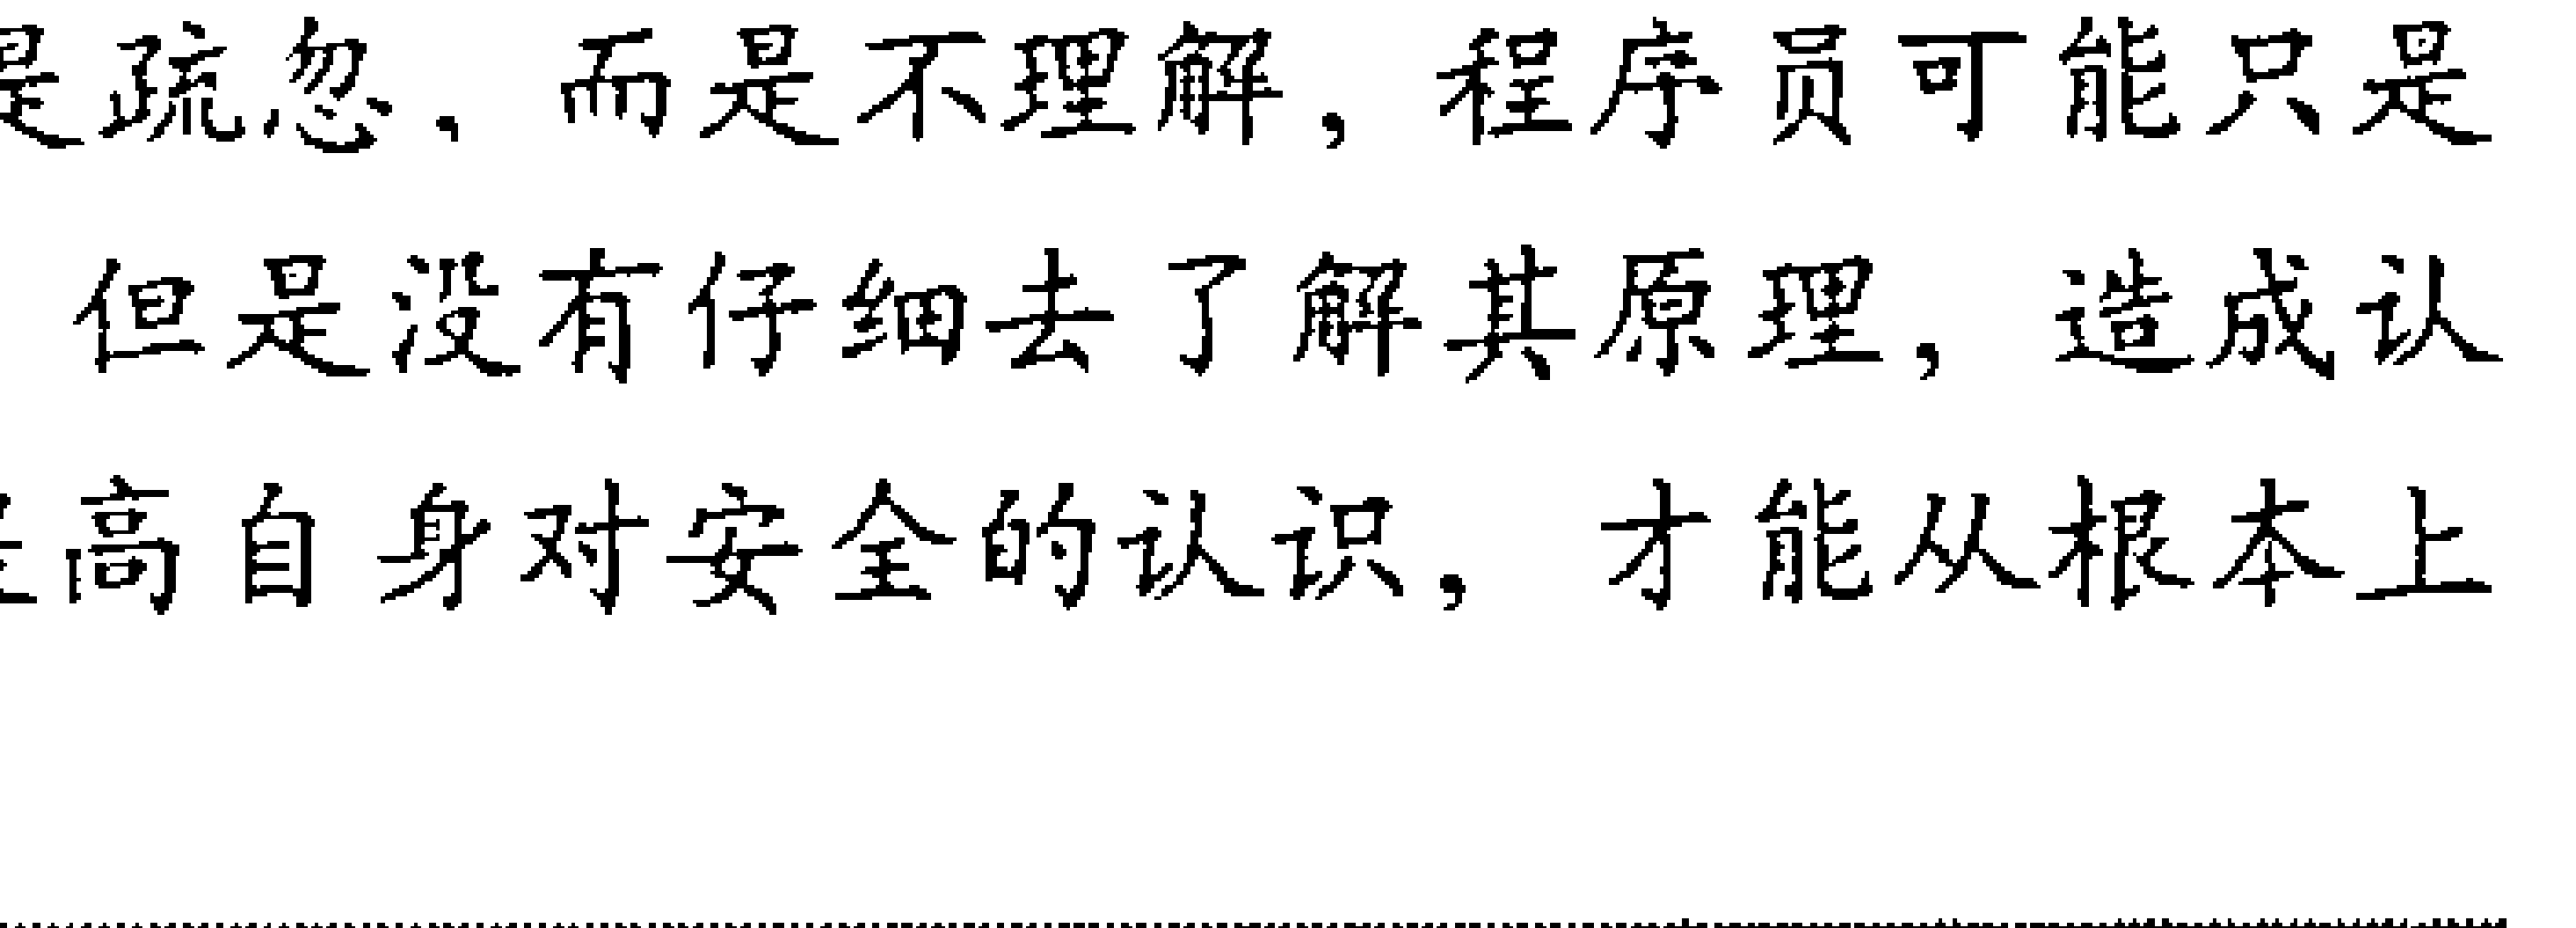 是疏忽，而是不理解，程序员可能只是
但是没有仔细去了解其原理，造成认
高自身对安全的认识，才能从根本上